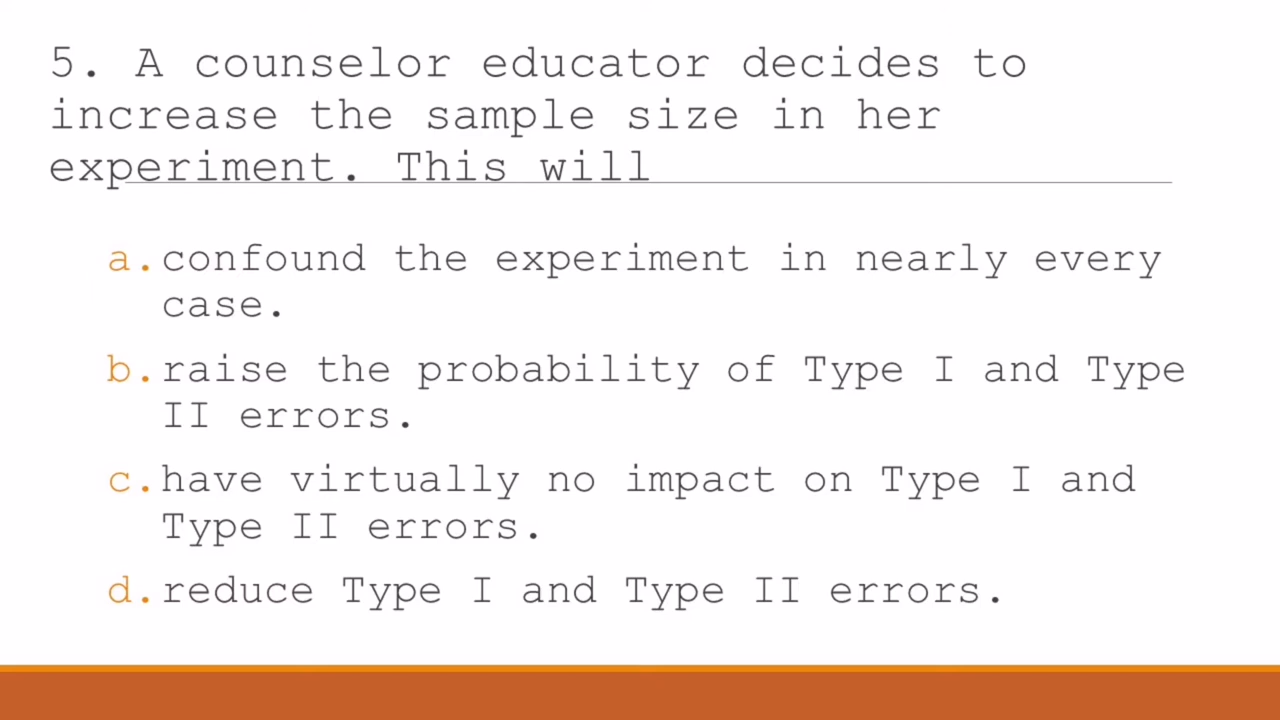 5. A counselor educator decides to
increase the sample size in her
experiment. This will
a. confound the experiment in nearly every
case.
b. raise the probability of Type I and Type
II errors.
c. have virtually no impact on Type I and
Type II errors.
d. reduce Type I and Type II errors.